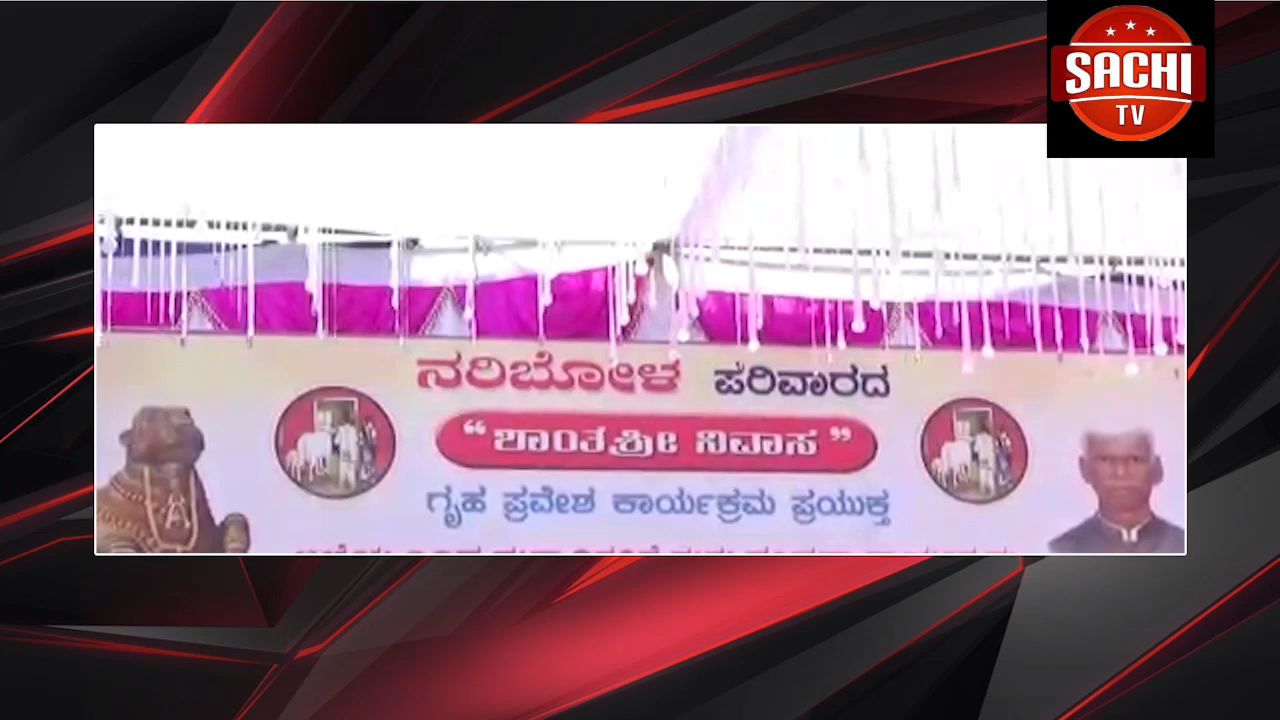 SACHI
TV
ನರಿಬೋಳ ಪರಿವಾರದ
“ಶಾಂತಶ್ರೀ ನಿವಾಸ”
ಗೃಹ ಪ್ರವೇಶ ಕಾರ್ಯಕ್ರಮ ಪ್ರಯುಕ್ತ